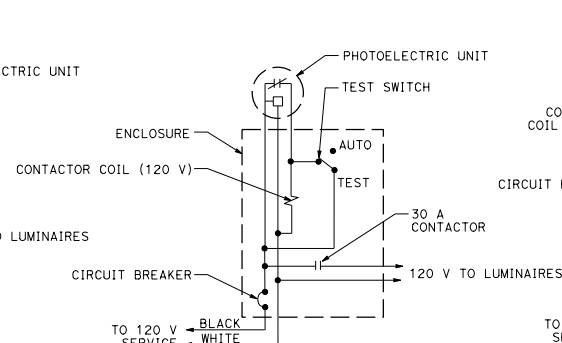 PHOTOELECTRIC UNIT
CTRIC UNIT
TEST SWITCH
CO
COIL
ENCLOSURE
AUTO
CONTACTOR COIL (120 V)
TEST
CIRCUIT
30 A
CONTACTOR
LUMINAIRES
CIRCUIT BREAKER
120 V TO LUMINAIRES
TO 120 V
BLACK
TO
SERVICE
WHITE